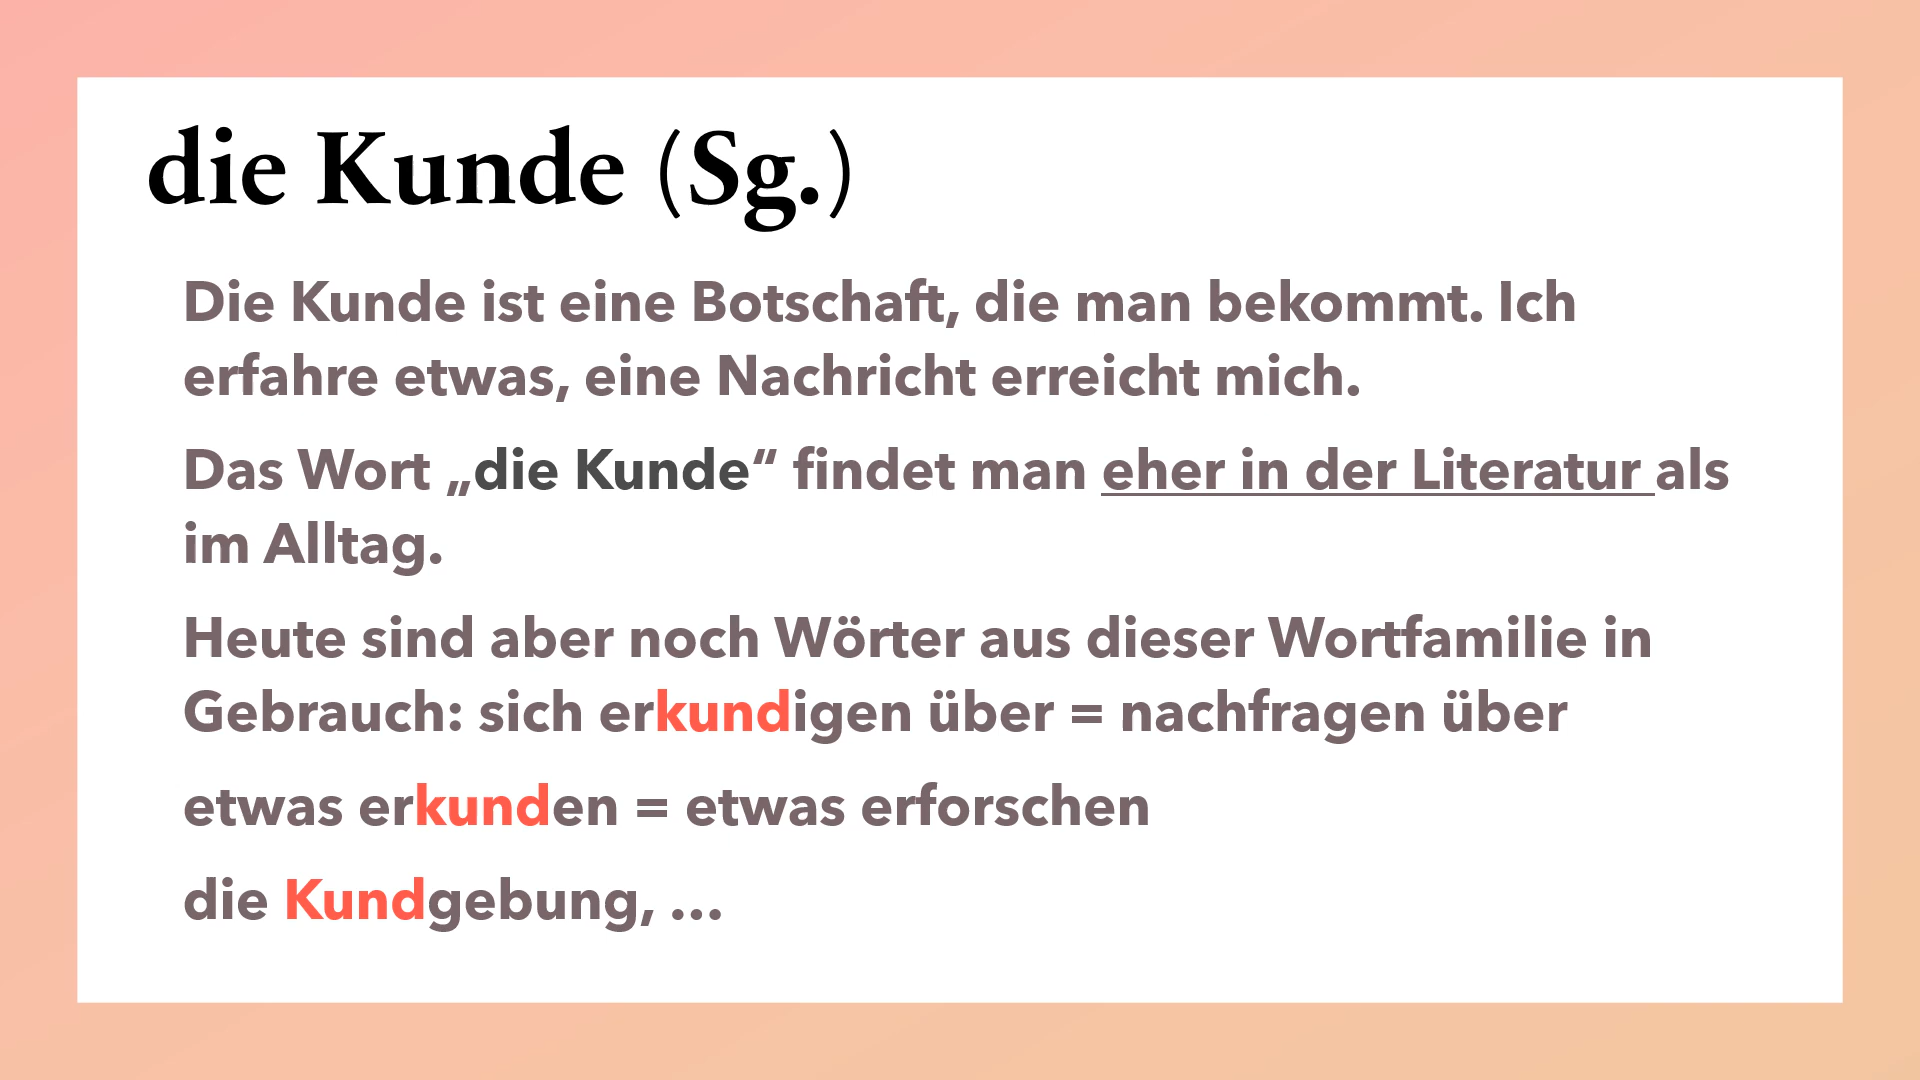 die Kunde (Sg.)
Die Kunde ist eine Botschaft, die man bekommt. Ich
erfahre etwas, eine Nachricht erreicht mich.
Das Wort „die Kunde“ findet man eher in der Literatur als
im Alltag.
Heute sind aber noch Wörter aus dieser Wortfamilie in
Gebrauch: sich erkundigen über = nachfragen über
etwas erkunden = etwas erforschen
die Kundgebung, …